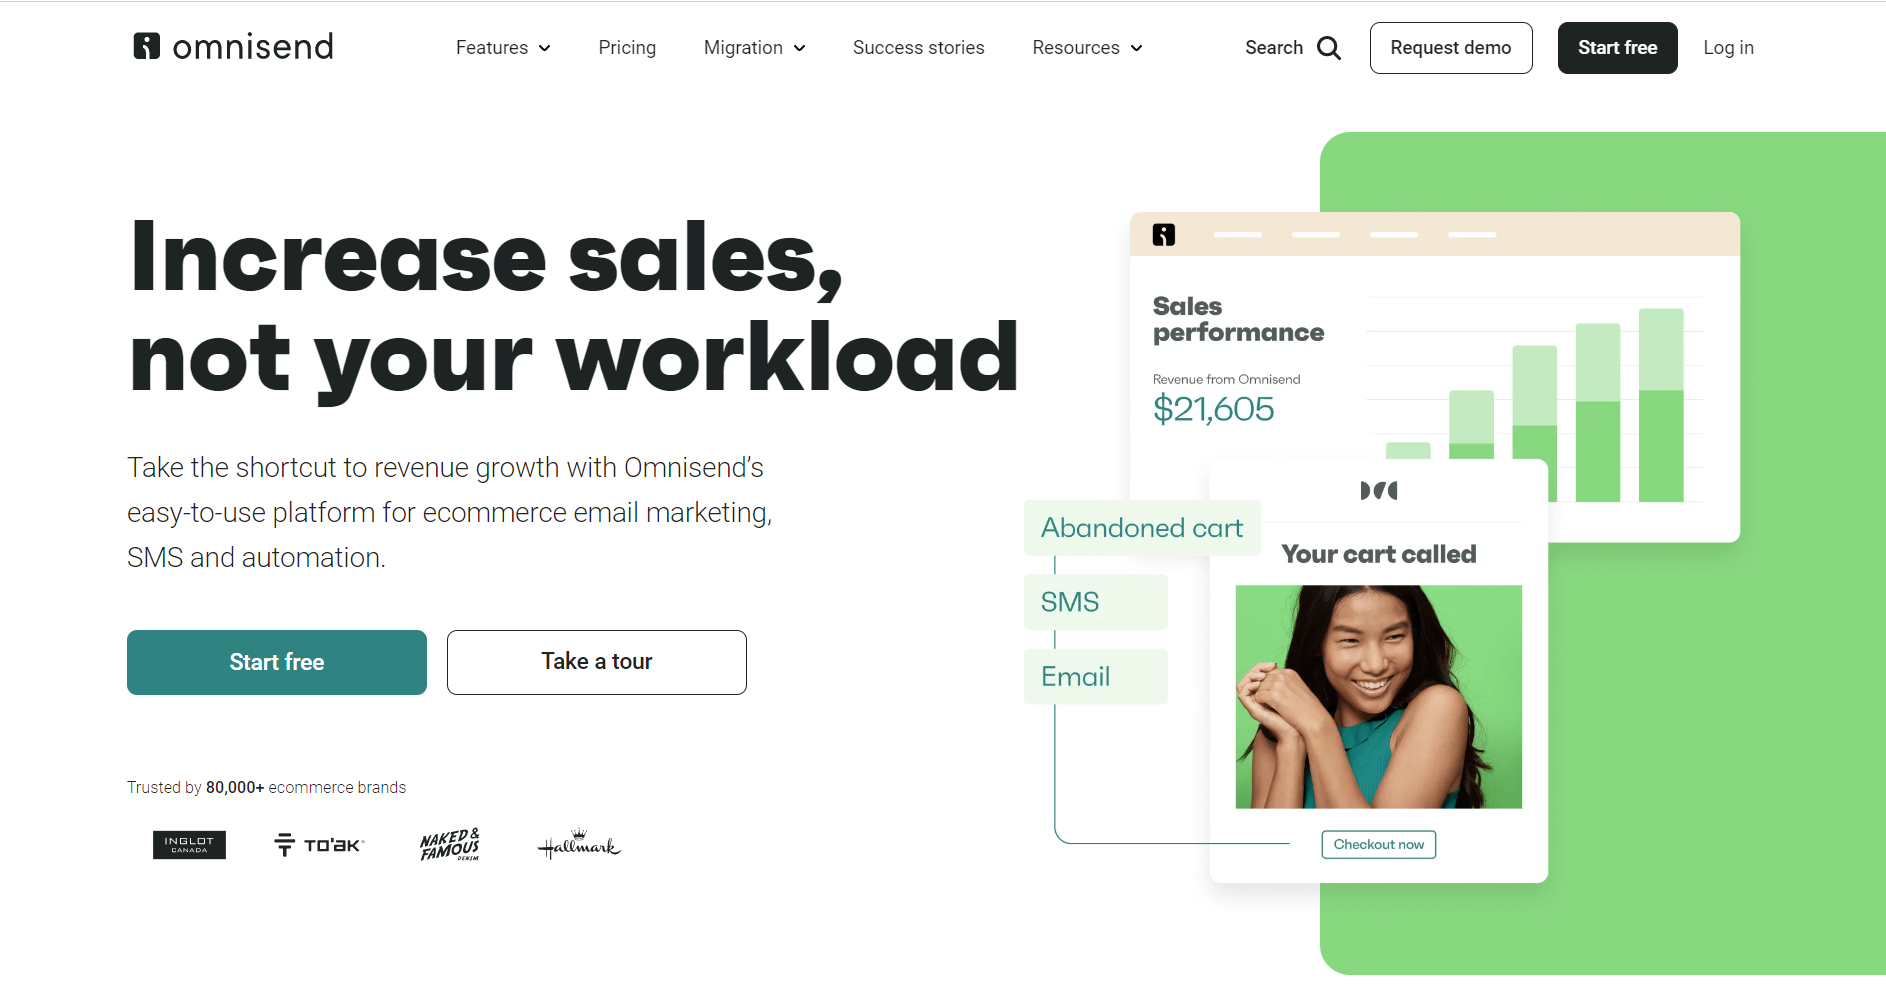 omnisend
Features
Pricing
Migration
Success stories
Resources
Search
Request demo
Start free
Log in
Increase sales,
not your workload
Take the shortcut to revenue growth with Omnisend’s
easy-to-use platform for ecommerce email marketing,
SMS and automation.
Start free
Take a tour
Trusted by 80,000+ ecommerce brands
INGLOT
CANADA
TO'AK
NAKED &
FAMOUS
DENIM
Hallmark
Sales
performance
Revenue from Omnisend
$21,605
Abandoned cart
SMS
Email
Your cart called
Checkout now